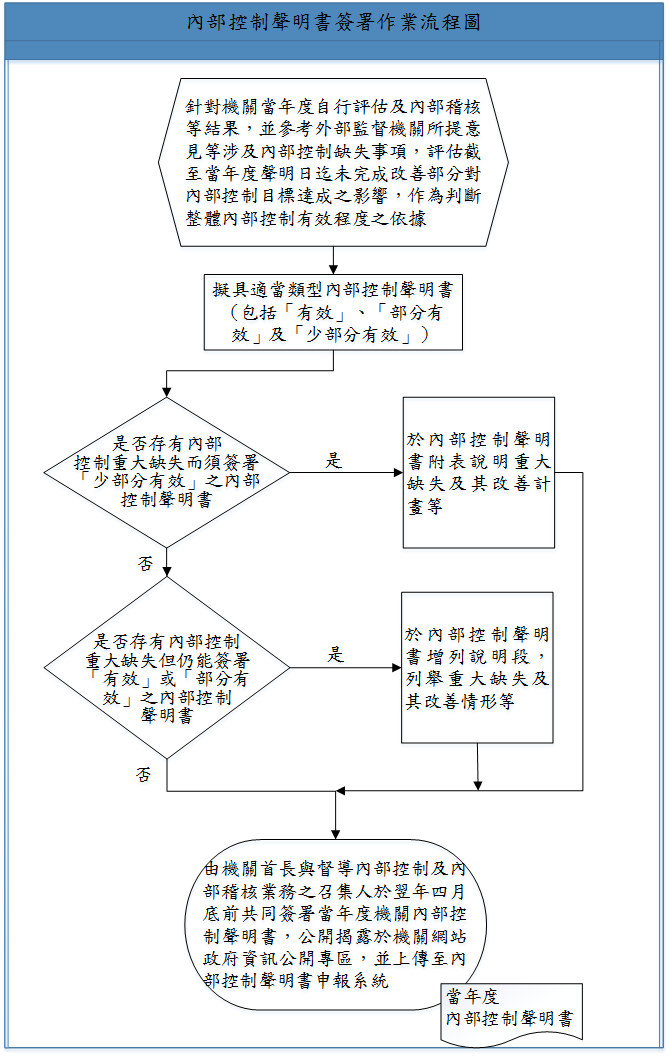 內部控制聲明書簽署作業流程圖
針對機關當年度自行評估及內部稽核
等結果，並參考外部監督機關所提意
見等涉及內部控制缺失事項，評估截
至當年度聲明日迄未完成改善部分對
內部控制目標達成之影響，作為判斷
整體內部控制有效程度之依據
擬具適當類型內部控制聲明書
（包括「有效」、「部分有
效」及「少部分有效」）
是否存有內部
控制重大缺失而須簽署
「少部分有效」之內部
控制聲明書
是
於內部控制聲明
書附表說明重大
缺失及其改善計
畫等
否
是否存有內部控制
重大缺失但仍能簽署
「有效」或「部分有
效」之內部控制
聲明書
是
於內部控制聲明
書增列說明段，
列舉重大缺失及
其改善情形等
否
由機關首長與督導內部控制及內
部稽核業務之召集人於翌年四月
底前共同簽署當年度機關內部控
制聲明書，公開揭露於機關網站
政府資訊公開專區，並上傳至內
部控制聲明書申報系統
當年度
內部控制聲明書